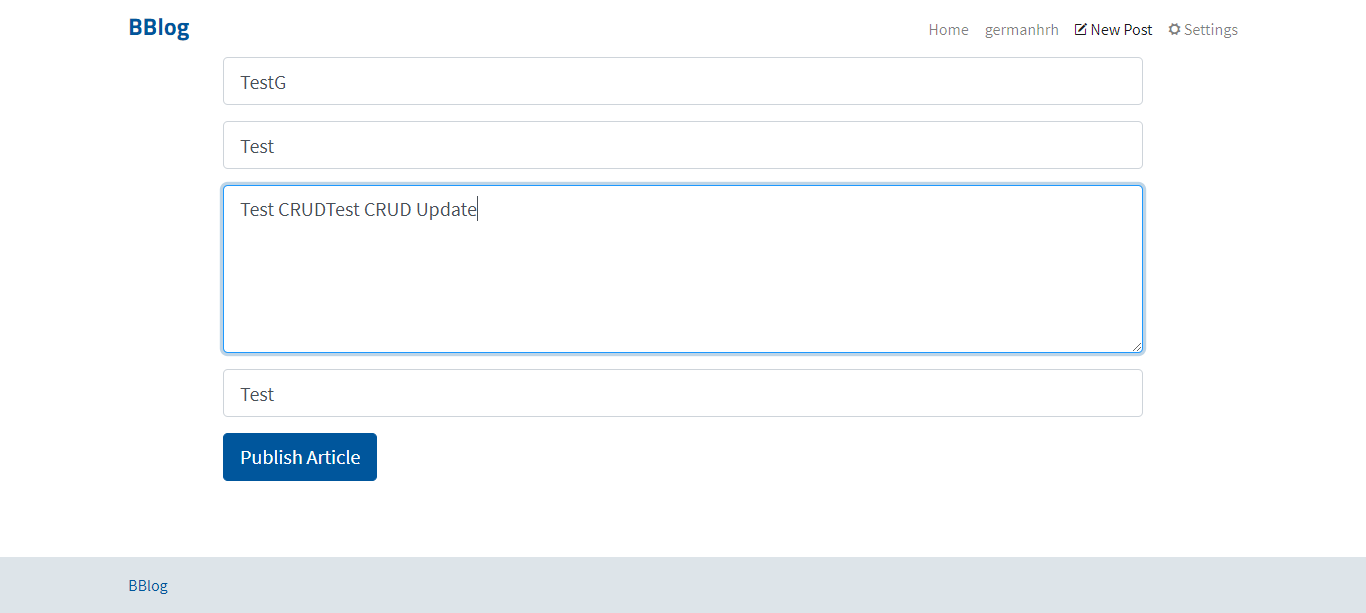 BBlog
Home germanhrh New Post Settings
TestG
Test
Test CRUDTest CRUD Update
Test
Publish Article
BBlog